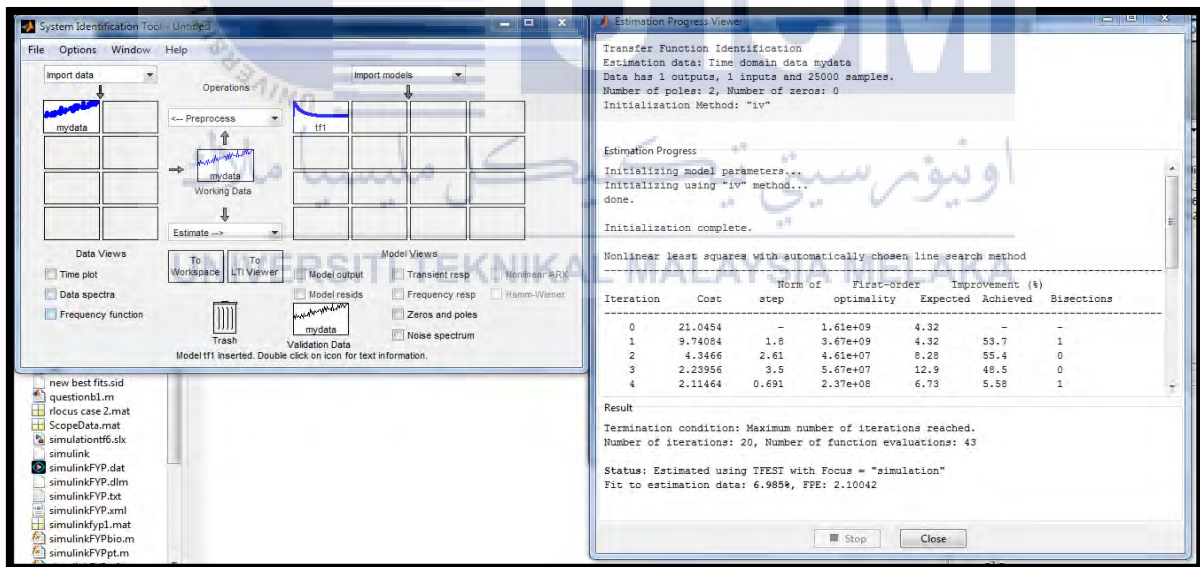 System Identification Tool - Untitled
File Options Window Help
Import data
Operations
Import models
mydata
<-- Preprocess
tf1
mydata
Working Data
Estimate -->
Data Views
To Workspace
To LTI Viewer
Model Views
Time plot
Data spectra
Frequency function
Model output
Model resids
Transient resp
Frequency resp
Zeros and poles
Noise spectrum
Nonlinear ARX
Hamm-Wiener
Trash
mydata
Validation Data
Model tf1 inserted. Double click on icon for text information.
new best fits.sid
questionb1.m
rlocus case 2.mat
ScopeData.mat
simulationtf6.slx
simulink
simulinkFYP.dat
simulinkFYP.dlm
simulinkFYP.txt
simulinkFYP.xml
simulinkfyp1.mat
simulinkFYPbio.m
simulinkFYPpt.m
Estimation Progress Viewer
Transfer Function Identification
Estimation data: Time domain data mydata
Data has 1 outputs, 1 inputs and 25000 samples.
Number of poles: 2, Number of zeros: 0
Initialization Method: "iv"
Estimation Progress
Initializing model parameters...
Initializing using "iv" method...
done.
Initialization complete.
Nonlinear least squares with automatically chosen line search method
Norm of First-order Improvement (%)
Iteration Cost step optimality Expected Achieved Bisections
0 21.0454 - 1.61e+09 4.32 - -
1 9.74084 1.8 3.67e+09 4.32 53.7 1
2 4.3466 2.61 4.61e+07 8.28 55.4 0
3 2.23956 3.5 5.67e+07 12.9 48.5 0
4 2.11464 0.691 2.37e+08 6.73 5.58 1
Result
Termination condition: Maximum number of iterations reached.
Number of iterations: 20, Number of function evaluations: 43
Status: Estimated using TFEST with Focus = "simulation"
Fit to estimation data: 6.985%, FPE: 2.10042
Stop
Close
اونيۏرسيتي تيكنيكل مليسيا ملاك
UNIVERSITI TEKNIKAL MALAYSIA MELAKA